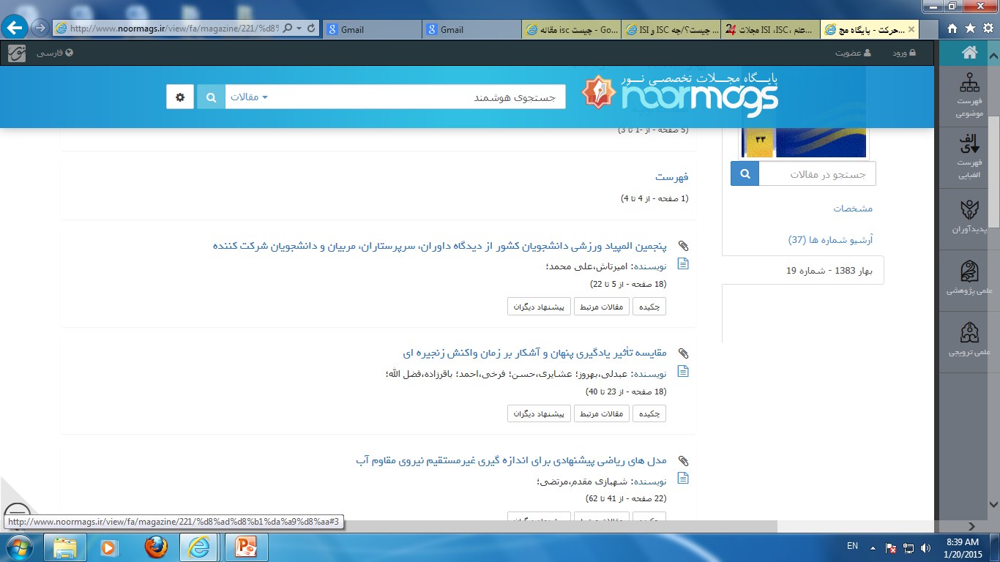 http://www.noormags.ir/view/fa/magazine/221/%d8%
Gmail
Gmail
چیست isc مقاله - Go...
ISI و ISC چیست؟/چه...
مجلات ISI ،ISC، علم...
حرکت - پایگاه مج...
فارسی
عضویت
ورود
پایگاه مجلات تخصصی نور
noormags
جستجوی هوشمند
مقالات
فهرست موضوعی
فهرست الفبایی
پدیدآوران
علمی پژوهشی
علمی ترویجی
۳۳
جستجو در مقالات
مشخصات
آرشیو شماره ها (37)
بهار 1383 - شماره 19
(5 صفحه - از -1 تا 3)
فهرست
(1 صفحه - از 4 تا 4)
پنجمین المپیاد ورزشی دانشجویان کشور از دیدگاه داوران، سرپرستاران، مربیان و دانشجویان شرکت کننده
نویسنده: امیرتاش،علی محمد؛
(18 صفحه - از 5 تا 22)
چکیده
مقالات مرتبط
پیشنهاد دیگران
مقایسه تأثیر یادگیری پنهان و آشکار بر زمان واکنش زنجیره ای
نویسنده: عبدلی،بهروز؛ عشایری،حسن؛ فرخی،احمد؛ باقرزاده،فضل الله؛
(18 صفحه - از 23 تا 40)
چکیده
مقالات مرتبط
پیشنهاد دیگران
مدل های ریاضی پیشنهادی برای اندازه گیری غیرمستقیم نیروی مقاوم آب
نویسنده: شهبازی مقدم،مرتضی؛
(22 صفحه - از 41 تا 62)
http://www.noormags.ir/view/fa/magazine/221/%d8%ad%d8%b1%da%a9%d8%aa#3
EN
8:39 AM
1/20/2015